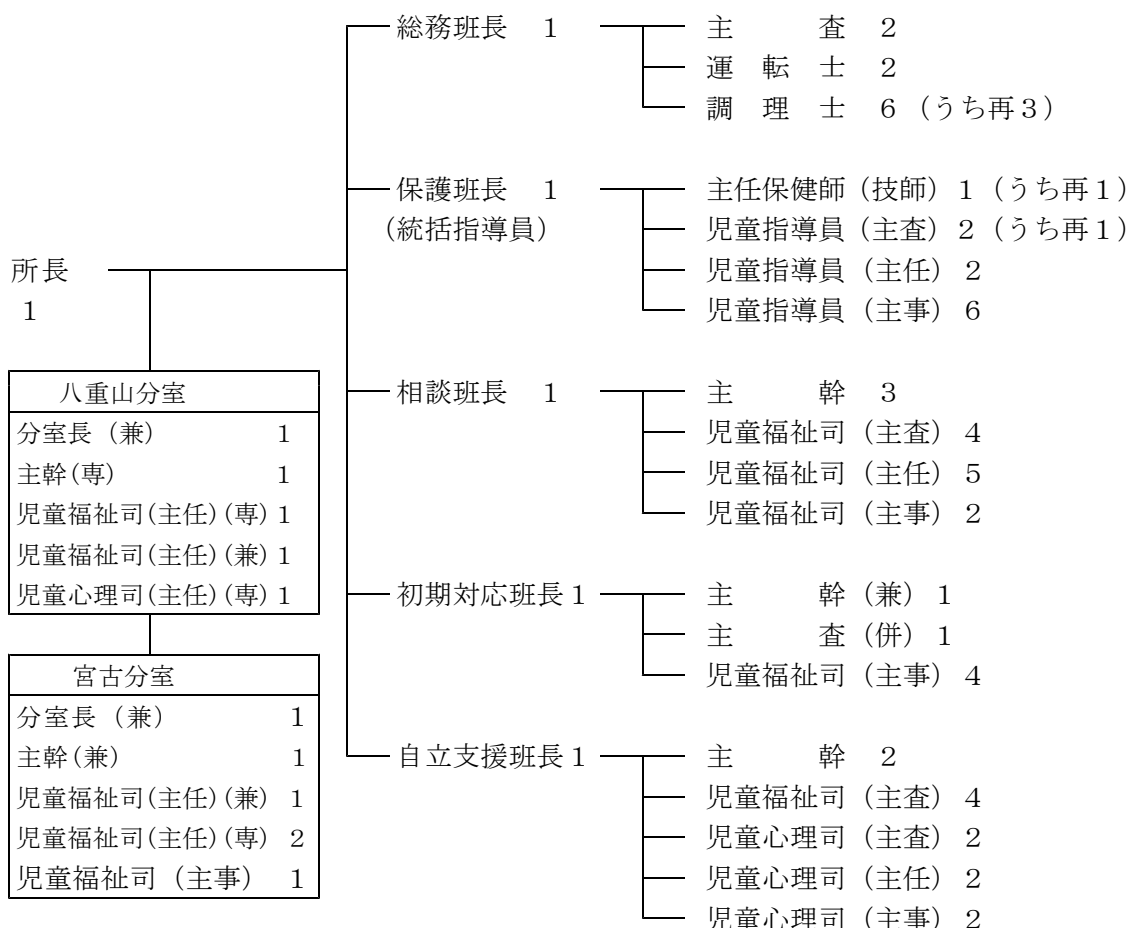 総務班長 1
主査 2
運転士 2
調理士 6 (うち再3)
保護班長 1
(統括指導員)
主任保健師(技師) 1 (うち再1)
児童指導員(主査) 2 (うち再1)
児童指導員(主任) 2
児童指導員(主事) 6
所長
1
八重山分室
分室長(兼) 1
主幹(専) 1
児童福祉司(主任)(専) 1
児童福祉司(主任)(兼) 1
児童心理司(主任)(専) 1
相談班長 1
主幹 3
児童福祉司(主査) 4
児童福祉司(主任) 5
児童福祉司(主事) 2
初期対応班長 1
主幹(兼) 1
主査(併) 1
児童福祉司(主事) 4
宮古分室
分室長(兼) 1
主幹(兼) 1
児童福祉司(主任)(兼) 1
児童福祉司(主任)(専) 2
児童福祉司(主事) 1
自立支援班長 1
主幹 2
児童福祉司(主査) 4
児童心理司(主査) 2
児童心理司(主任) 2
児童心理司(主事) 2